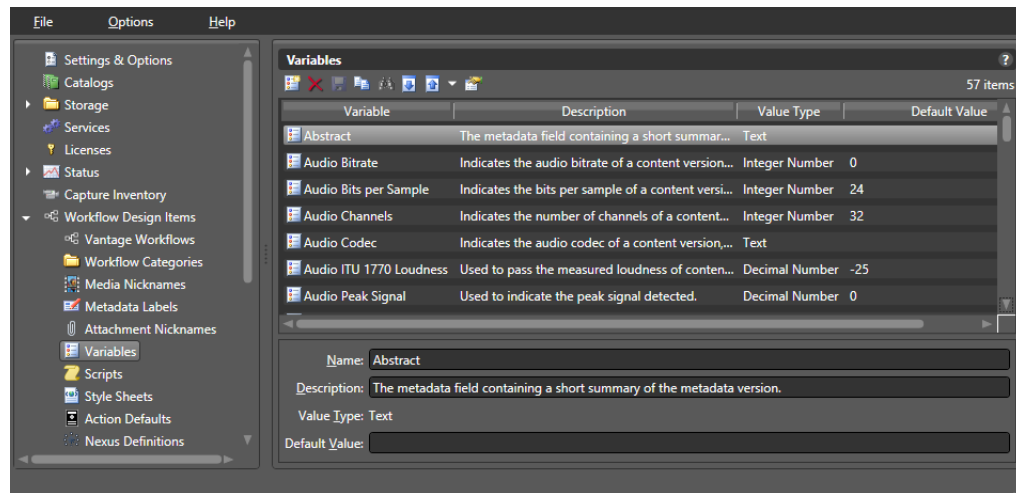 File Options Help
Settings & Options
Catalogs
Storage
Services
Licenses
Status
Capture Inventory
Workflow Design Items
Vantage Workflows
Workflow Categories
Media Nicknames
Metadata Labels
Attachment Nicknames
Variables
Scripts
Style Sheets
Action Defaults
Nexus Definitions
Variables ?
57 items
Variable Description Value Type Default Value
Abstract The metadata field containing a short summar... Text
Audio Bitrate Indicates the audio bitrate of a content version... Integer Number 0
Audio Bits per Sample Indicates the bits per sample of a content versi... Integer Number 24
Audio Channels Indicates the number of channels of a content... Integer Number 32
Audio Codec Indicates the audio codec of a content version,... Text
Audio ITU 1770 Loudness Used to pass the measured loudness of conten... Decimal Number -25
Audio Peak Signal Used to indicate the peak signal detected. Decimal Number 0
Name: Abstract
Description: The metadata field containing a short summary of the metadata version.
Value Type: Text
Default Value: